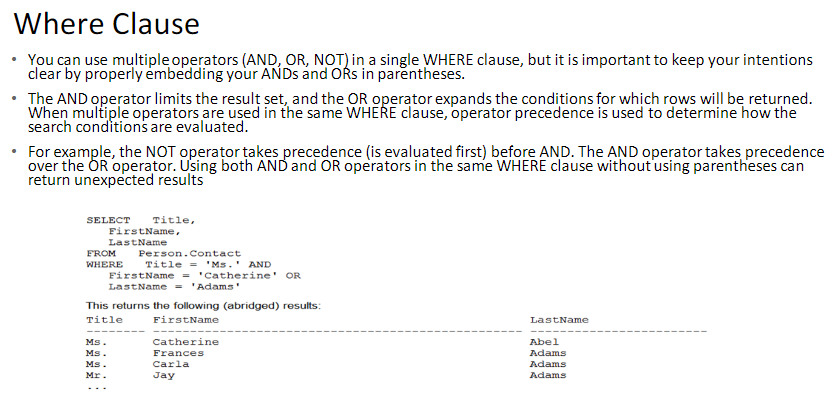 Where Clause
• You can use multiple operators (AND, OR, NOT) in a single WHERE clause, but it is important to keep your intentions
clear by properly embedding your ANDs and ORs in parentheses.
• The AND operator limits the result set, and the OR operator expands the conditions for which rows will be returned.
When multiple operators are used in the same WHERE clause, operator precedence is used to determine how the
search conditions are evaluated.
• For example, the NOT operator takes precedence (is evaluated first) before AND. The AND operator takes precedence
over the OR operator. Using both AND and OR operators in the same WHERE clause without using parentheses can
return unexpected results
SELECT Title,
FirstName,
LastName
FROM Person.Contact
WHERE Title = 'Ms.' AND
FirstName = 'Catherine' OR
LastName = 'Adams'
This returns the following (abridged) results:
Title FirstName LastName
-------- -------------------------------------------------- -------------------------
Ms. Catherine Abel
Ms. Frances Adams
Ms. Carla Adams
Mr. Jay Adams
...